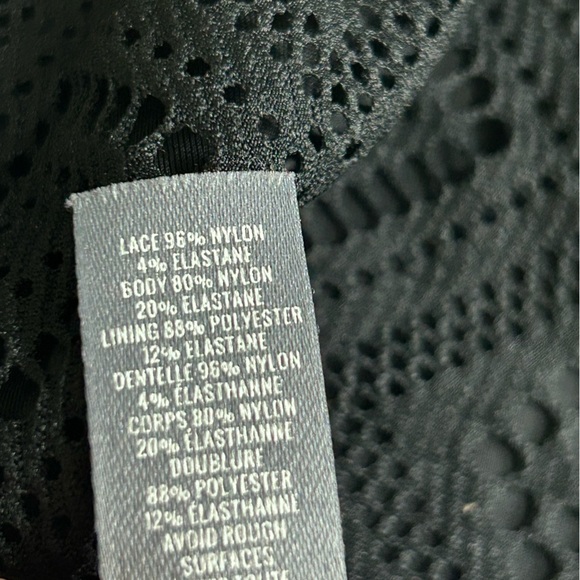 LACE 96% NYLON
4% ELASTANE
BODY 80% NYLON
20% ELASTANE
LINING 88% POLYESTER
12% ELASTANE
DENTELLE 96% NYLON
4% ELASTHANNE
CORPS 80% NYLON
20% ELASTHANNE
DOUBLURE
88% POLYESTER
12% ELASTHANNE
AVOID ROUGH
SURFACES